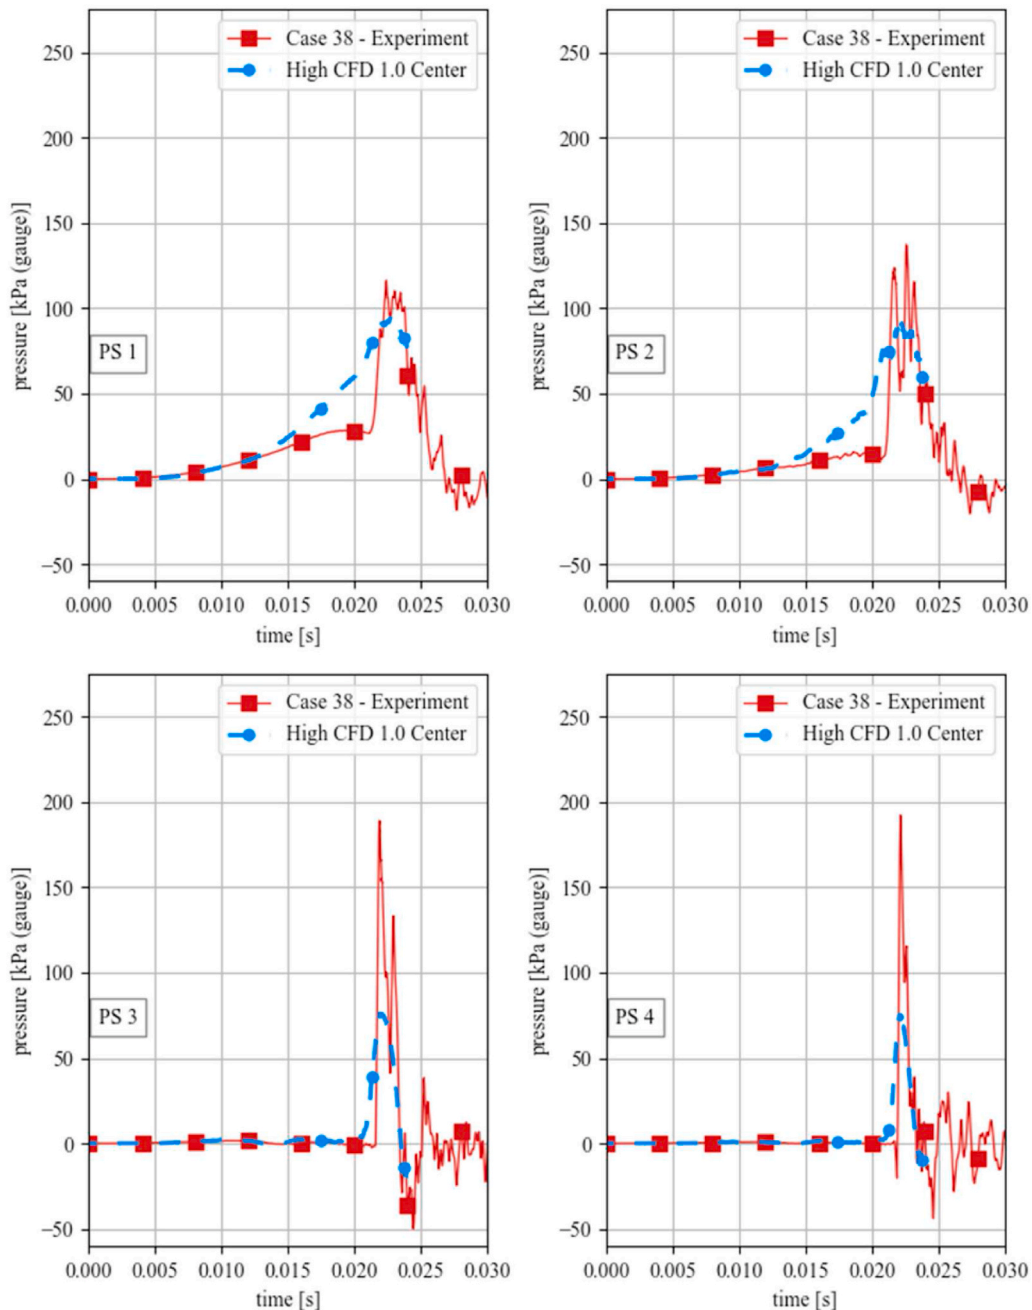 Case 38 - Experiment
High CFD 1.0 Center
250
200
150
100
50
0
−50
pressure [kPa (gauge)]
PS 1
0.000 0.005 0.010 0.015 0.020 0.025 0.030
time [s]
Case 38 - Experiment
High CFD 1.0 Center
250
200
150
100
50
0
−50
pressure [kPa (gauge)]
PS 2
0.000 0.005 0.010 0.015 0.020 0.025 0.030
time [s]
Case 38 - Experiment
High CFD 1.0 Center
250
200
150
100
50
0
−50
pressure [kPa (gauge)]
PS 3
0.000 0.005 0.010 0.015 0.020 0.025 0.030
time [s]
Case 38 - Experiment
High CFD 1.0 Center
250
200
150
100
50
0
−50
pressure [kPa (gauge)]
PS 4
0.000 0.005 0.010 0.015 0.020 0.025 0.030
time [s]